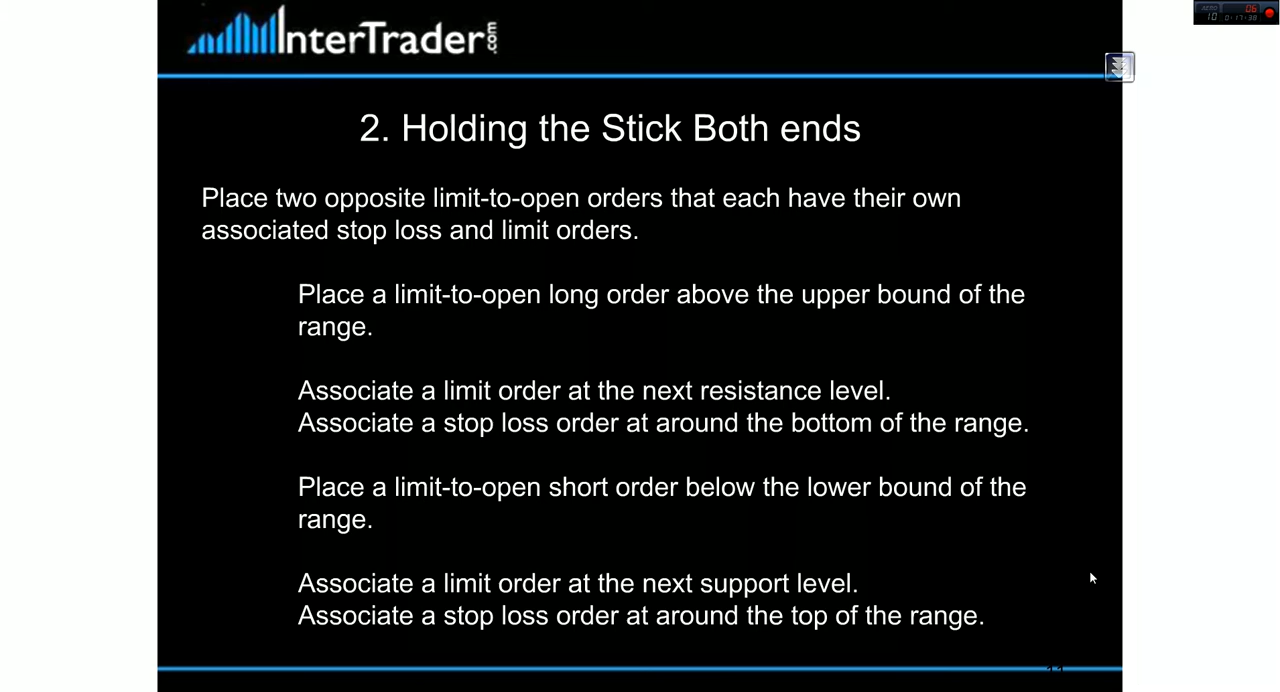 InterTrader.com
2. Holding the Stick Both ends
Place two opposite limit-to-open orders that each have their own
associated stop loss and limit orders.
Place a limit-to-open long order above the upper bound of the
range.
Associate a limit order at the next resistance level.
Associate a stop loss order at around the bottom of the range.
Place a limit-to-open short order below the lower bound of the
range.
Associate a limit order at the next support level.
Associate a stop loss order at around the top of the range.